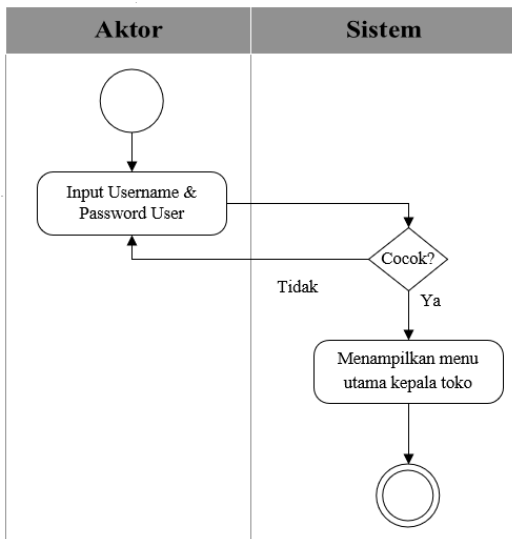 Aktor
Sistem
Input Username &
Password User
Cocok?
Tidak
Ya
Menampilkan menu
utama kepala toko